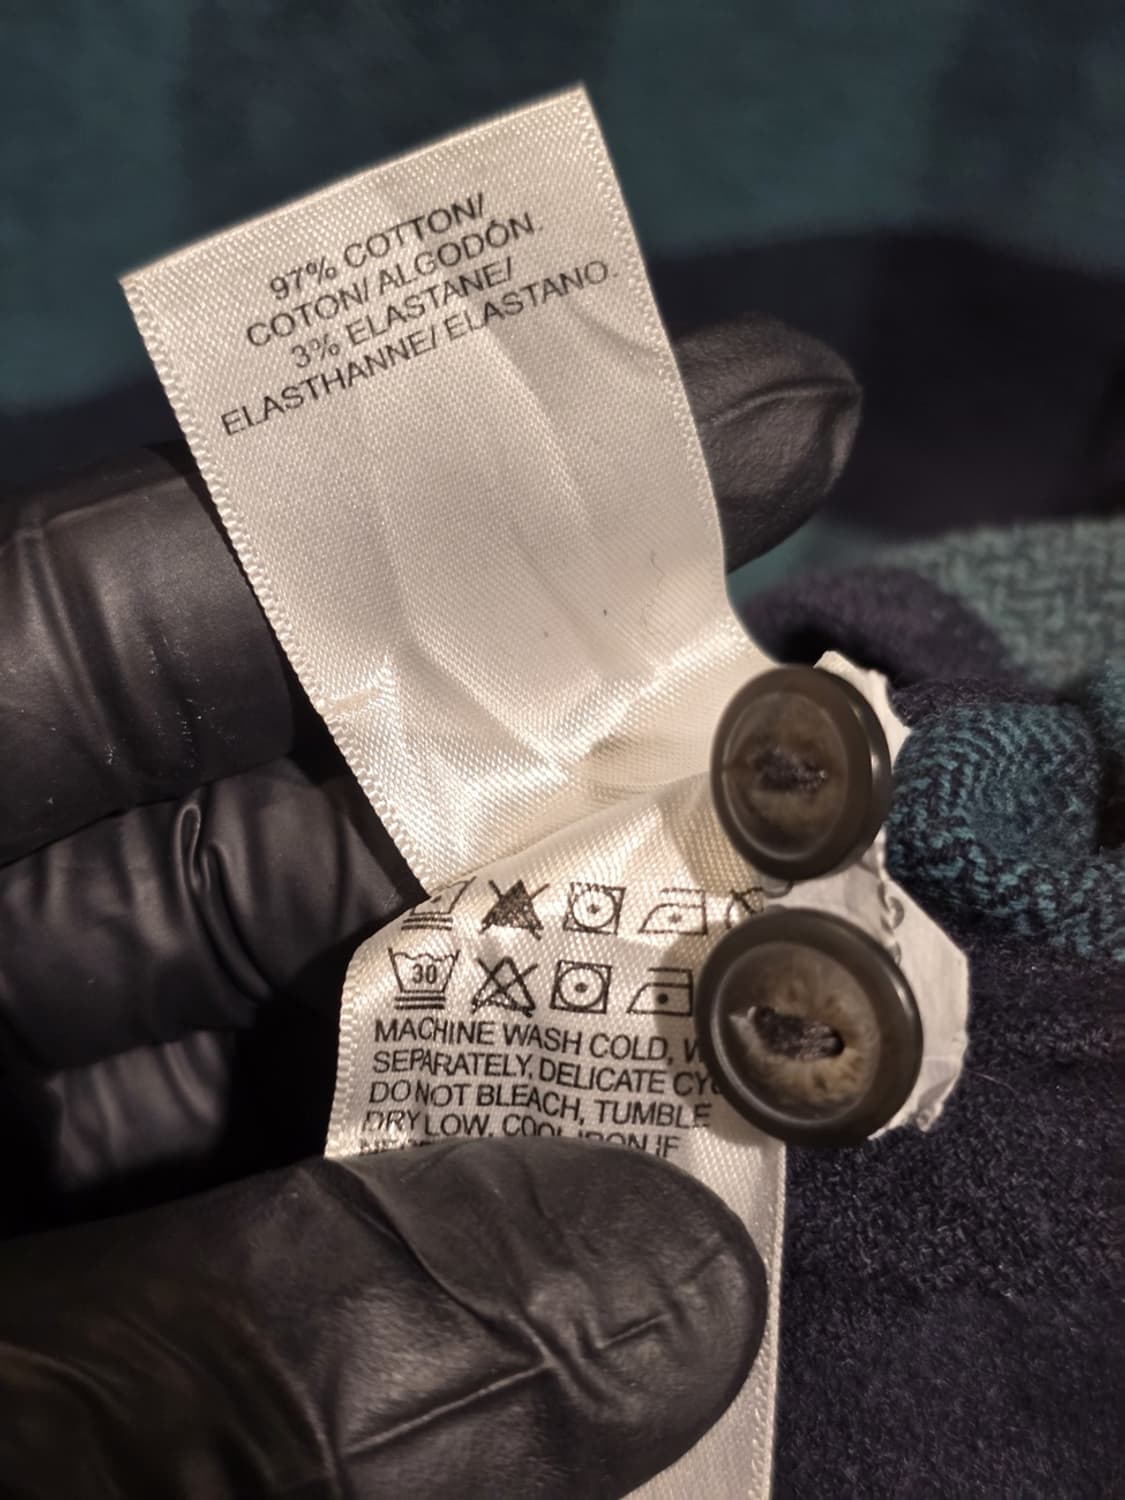 97% COTTON/
COTON/ ALGODÓN.
3% ELASTANE/
ELASTHANNE/ ELASTANO.
30
MACHINE WASH COLD,
SEPARATELY, DELICATE
DO NOT BLEACH, TUMBLE
DRY LOW, COOL IRON IF